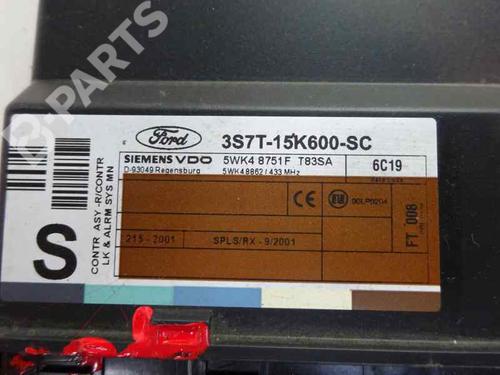 B-PARTS
Ford
3S7T-15K600-SC
SIEMENS VDO
5WK4 8751F T83SA
6C19
D-93049 Regensburg
5WK48862 / 433 MHz
CONTR ASY -R/CONTR
LK & ALRM SYS MN
S
CE
215 - 2001
SPLS/RX - 9/2001
FT 008